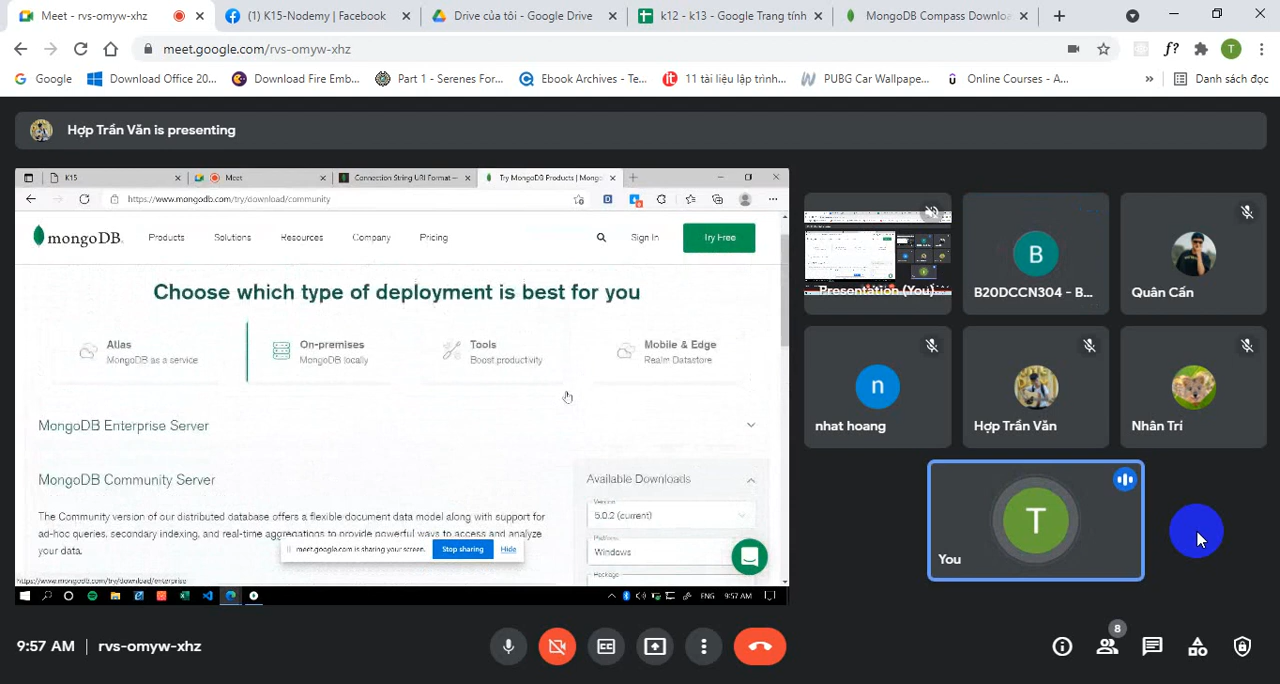 Meet - rvs-omyw-xhz
(1) K15-Nodemy | Facebook
Drive của tôi - Google Drive
k12 - k13 - Google Trang tính
MongoDB Compass Downloa
meet.google.com/rvs-omyw-xhz
T
Google
Download Office 20...
Download Fire Emb...
Part 1 - Serenes For...
Ebook Archives - Te...
11 tài liệu lập trình...
PUBG Car Wallpape...
Online Courses - A...
»
Danh sách đọc
Hợp Trần Văn is presenting
K15
Meet
Connection String URI Format —
Try MongoDB Products | Mongo
https://www.mongodb.com/try/download/community
mongoDB.
Products
Solutions
Resources
Company
Pricing
Sign In
Try Free
Choose which type of deployment is best for you
Atlas
MongoDB as a service
On-premises
MongoDB locally
Tools
Boost productivity
Mobile & Edge
Realm Datastore
MongoDB Enterprise Server
MongoDB Community Server
The Community version of our distributed database offers a flexible document data model along with support for
ad-hoc queries, secondary indexing, and real-time aggregations to provide powerful ways to access and analyze
your data.
Available Downloads
Version
5.0.2 (current)
Platform
Windows
Package
meet.google.com is sharing your screen.
Stop sharing
Hide
https://www.mongodb.com/try/download/enterprise
ENG
9:57 AM
Presentation (You)
B
B20DCCN304 - B...
Quân Cấn
n
nhat hoang
Hợp Trần Văn
Nhân Trí
T
You
9:57 AM | rvs-omyw-xhz
CC
8